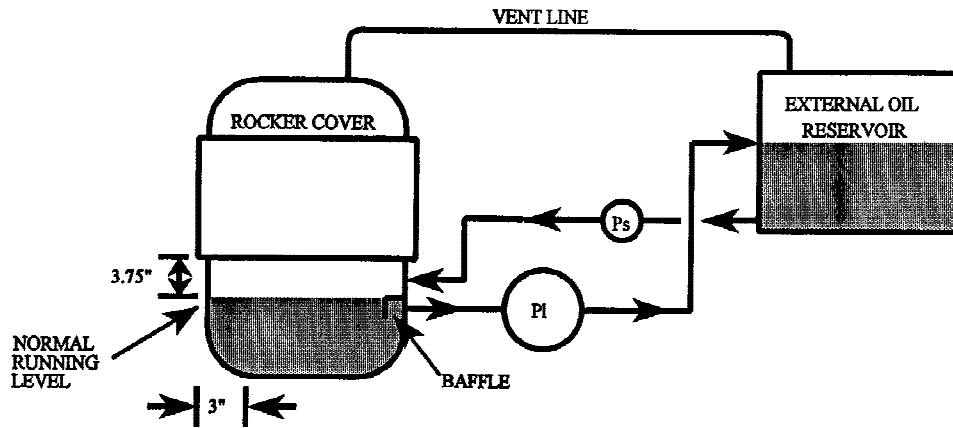 VENT LINE
ROCKER COVER
EXTERNAL OIL
RESERVOIR
Ps
3.75"
Pl
NORMAL
RUNNING
LEVEL
BAFFLE
3"